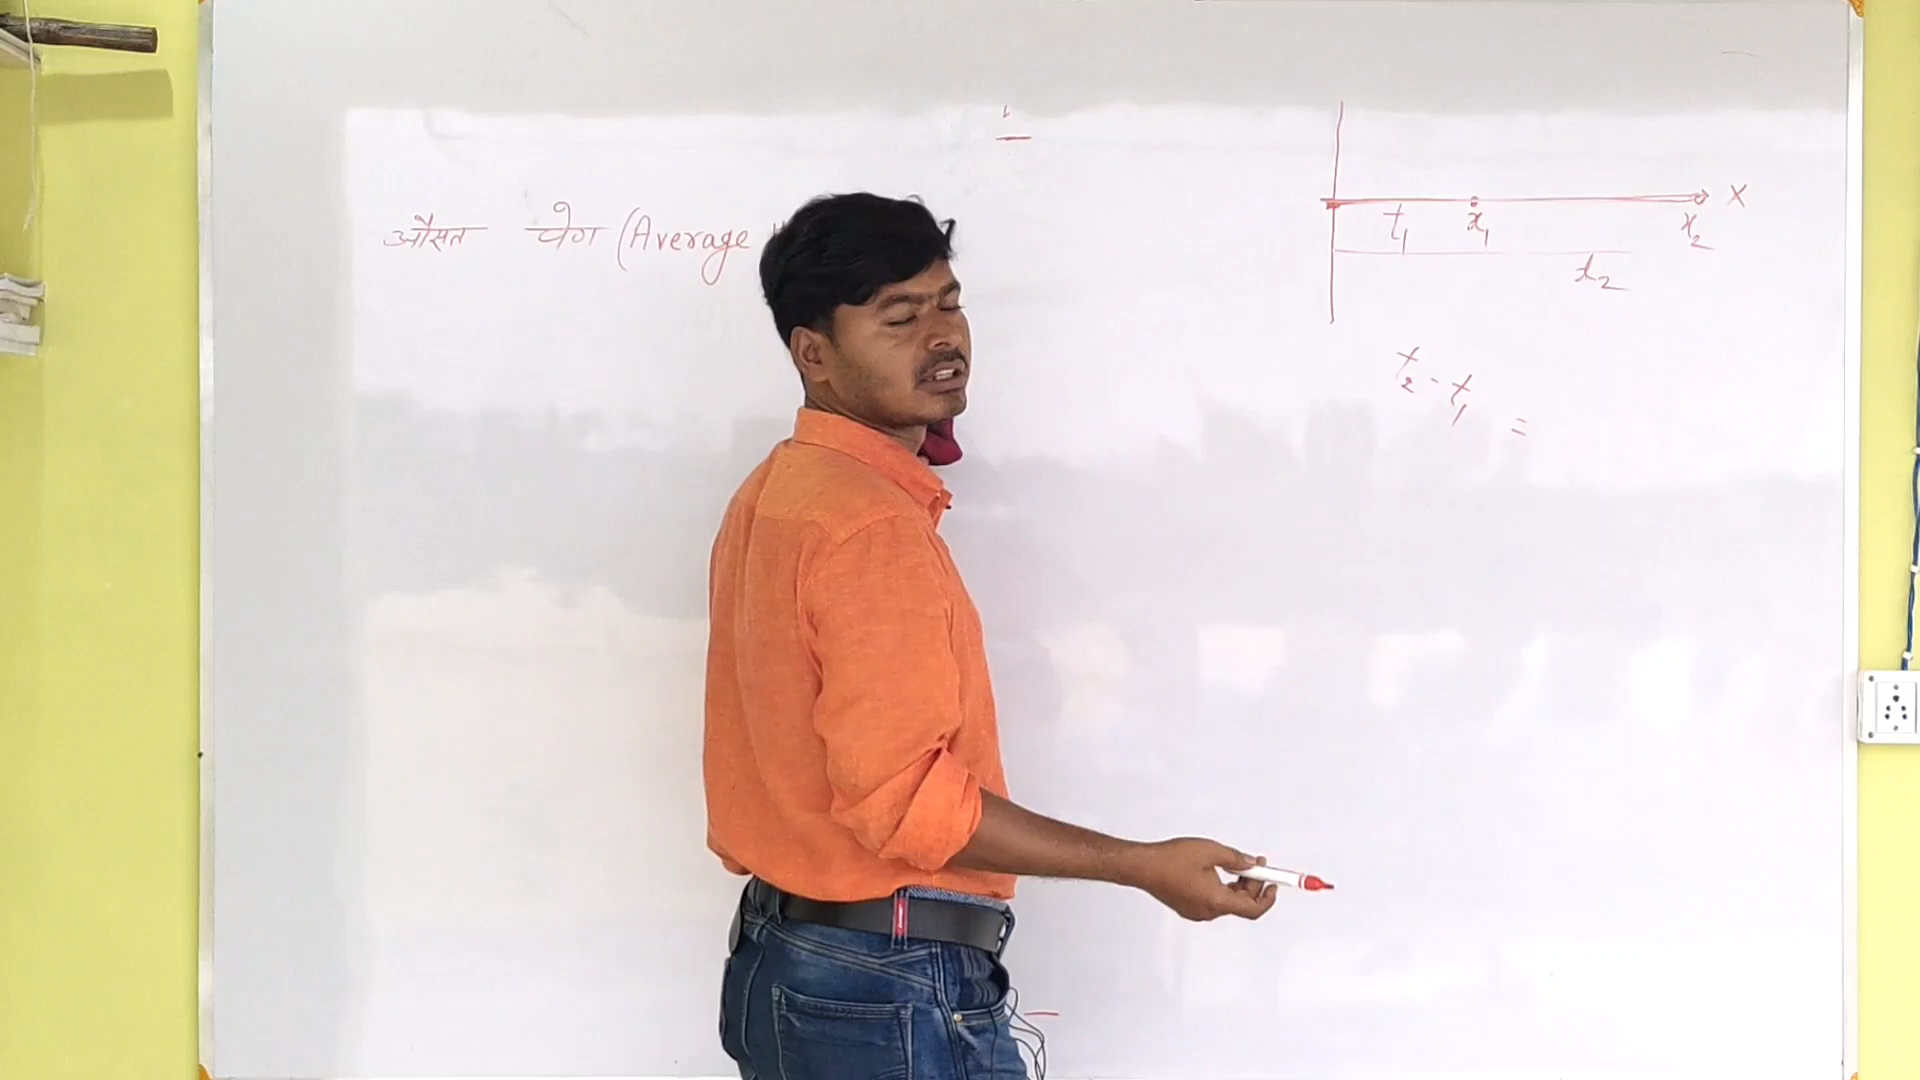 औसत वेग (Average
X
t₁ x₁ x₂
t₂
t₂ - t₁ =